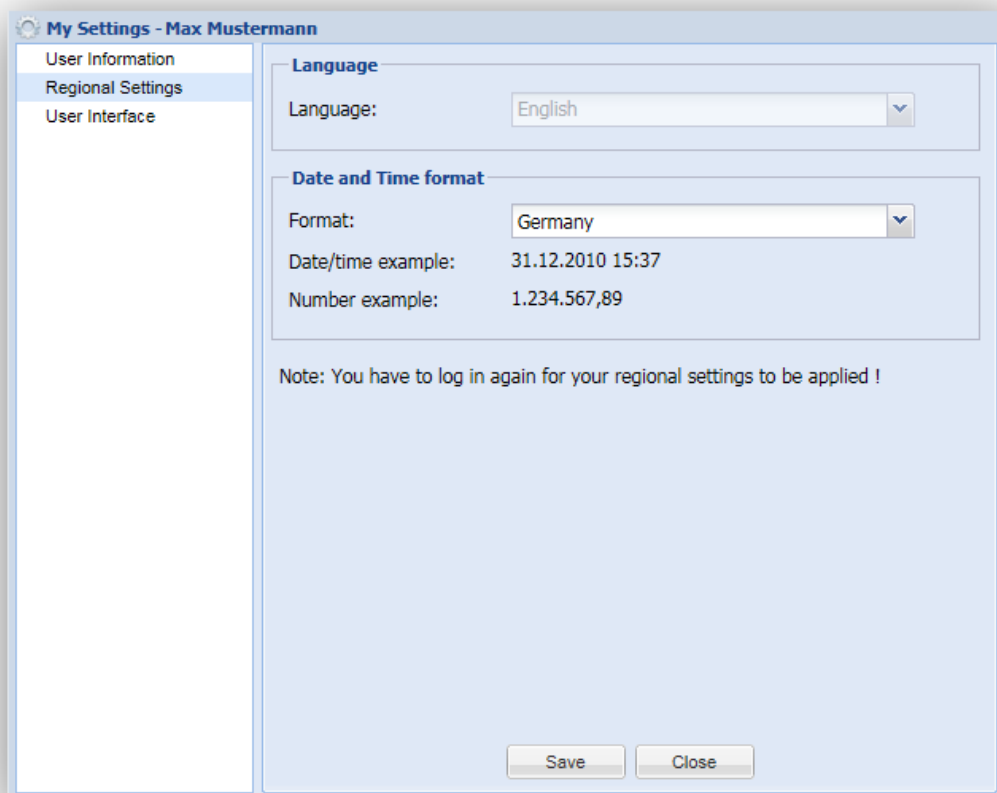 My Settings - Max Mustermann
User Information
Regional Settings
User Interface
Language
Language: English
Date and Time format
Format: Germany
Date/time example: 31.12.2010 15:37
Number example: 1.234.567,89
Note: You have to log in again for your regional settings to be applied !
Save Close